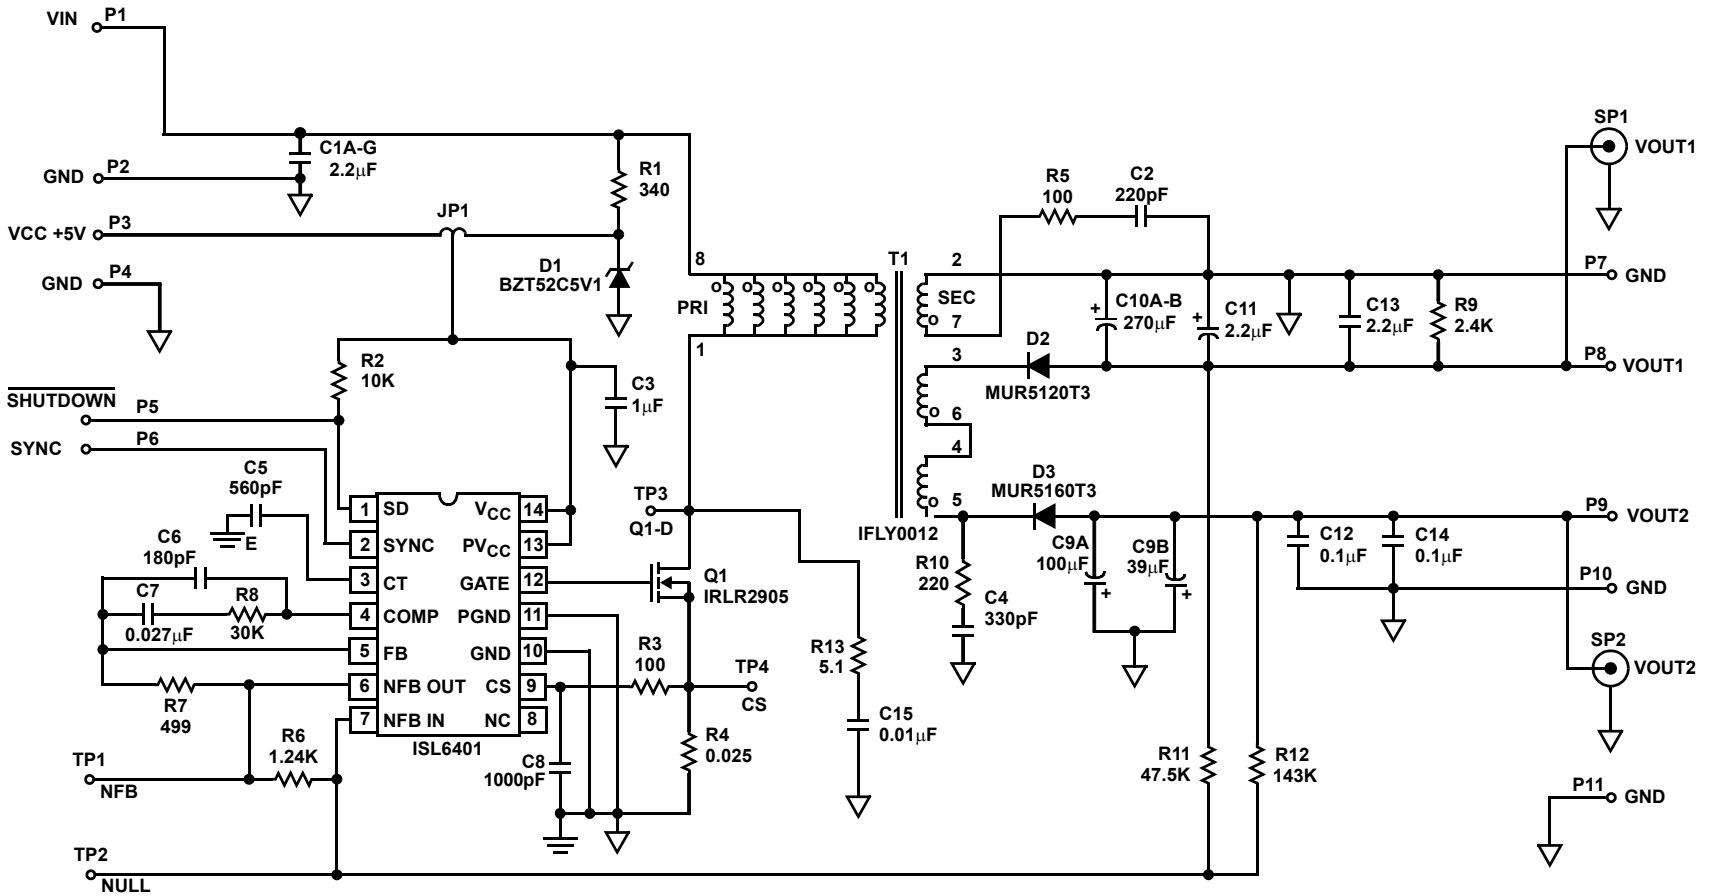 VIN
P1
C1A-G
2.2µF
GND
P2
R1
340
JP1
VCC +5V
P3
D1
BZT52C5V1
GND
P4
R2
10K
C3
1µF
SHUTDOWN
P5
SYNC
P6
C5
560pF
E
C6
180pF
C7
0.027µF
R8
30K
R7
499
R6
1.24K
TP1
NFB
TP2
NULL
1 SD
2 SYNC
3 CT
4 COMP
5 FB
6 NFB OUT
7 NFB IN
VCC 14
PVCC 13
GATE 12
PGND 11
GND 10
CS 9
NC 8
ISL6401
C8
1000pF
R3
100
R4
0.025
TP4
CS
TP3
Q1-D
Q1
IRLR2905
R13
5.1
C15
0.01µF
8
PRI
1
o o o o o o
T1
IFLY0012
2
SEC
o
7
3
o
6
4
o
5
R5
100
C2
220pF
C10A-B
270µF
+
C11
2.2µF
+
C13
2.2µF
R9
2.4K
D2
MUR5120T3
D3
MUR5160T3
R10
220
C4
330pF
C9A
100µF
+
C9B
39µF
+
C12
0.1µF
C14
0.1µF
R11
47.5K
R12
143K
SP1
VOUT1
P7
GND
P8
VOUT1
P9
VOUT2
P10
GND
SP2
VOUT2
P11
GND